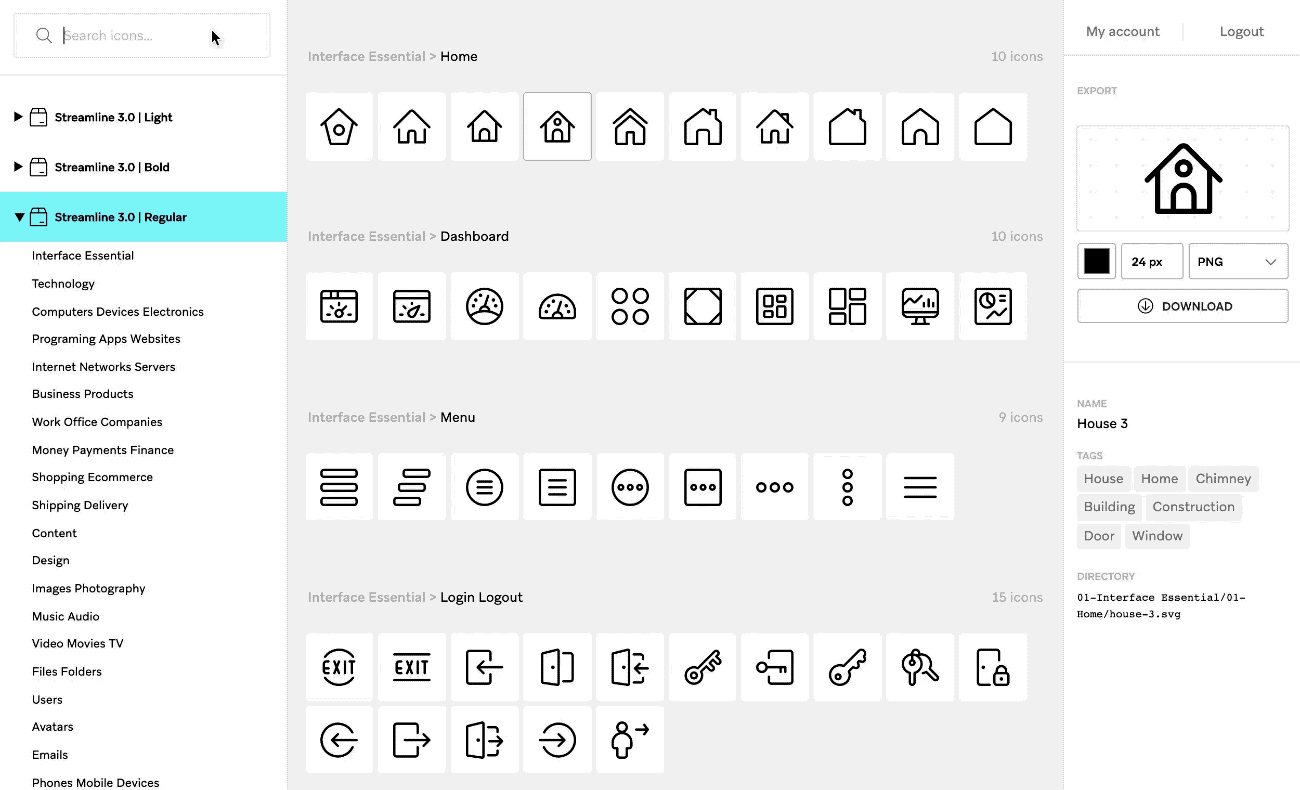 Search icons...
Streamline 3.0 | Light
Streamline 3.0 | Bold
Streamline 3.0 | Regular
Interface Essential
Technology
Computers Devices Electronics
Programing Apps Websites
Internet Networks Servers
Business Products
Work Office Companies
Money Payments Finance
Shopping Ecommerce
Shipping Delivery
Content
Design
Images Photography
Music Audio
Video Movies TV
Files Folders
Users
Avatars
Emails
Phones Mobile Devices
Interface Essential > Home
10 icons
Interface Essential > Dashboard
10 icons
Interface Essential > Menu
9 icons
Interface Essential > Login Logout
15 icons
EXIT
EXIT
My account
Logout
EXPORT
24 px
PNG
DOWNLOAD
NAME
House 3
TAGS
House Home Chimney
Building Construction
Door Window
DIRECTORY
01-Interface Essential/01-
Home/house-3.svg